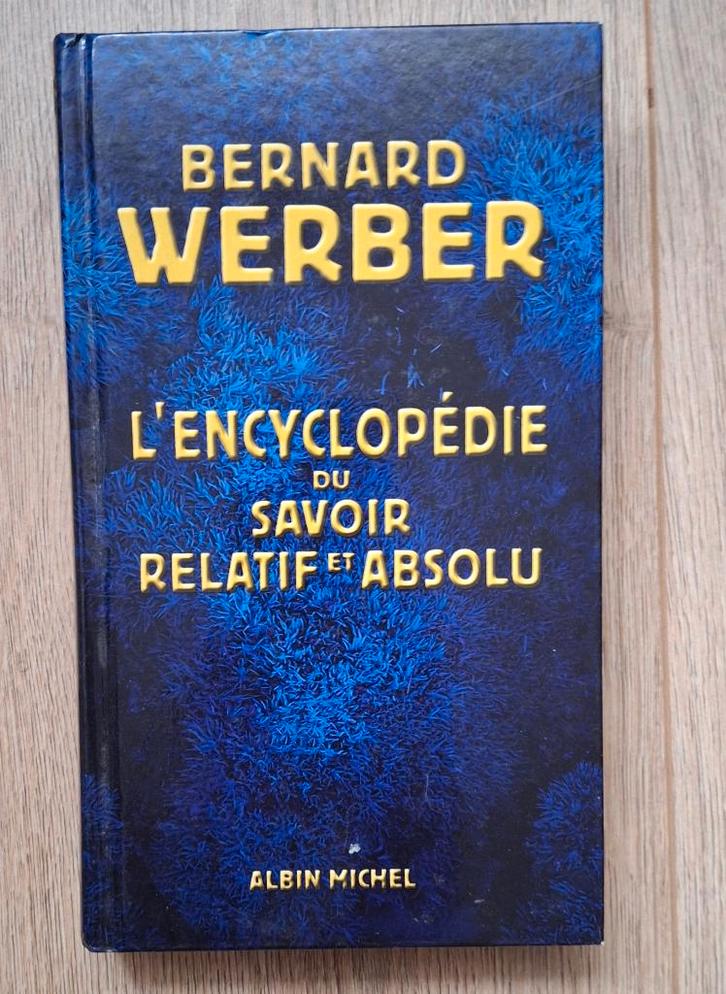 BERNARD
WERBER
L'ENCYCLOPÉDIE
DU
SAVOIR
RELATIF ET ABSOLU
ALBIN MICHEL